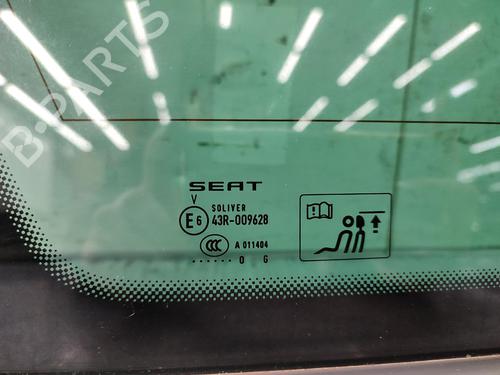 B-PARTS
SEAT
V
SOLIVER
E6 43R-009628
CCC A 011404
...... 0 G